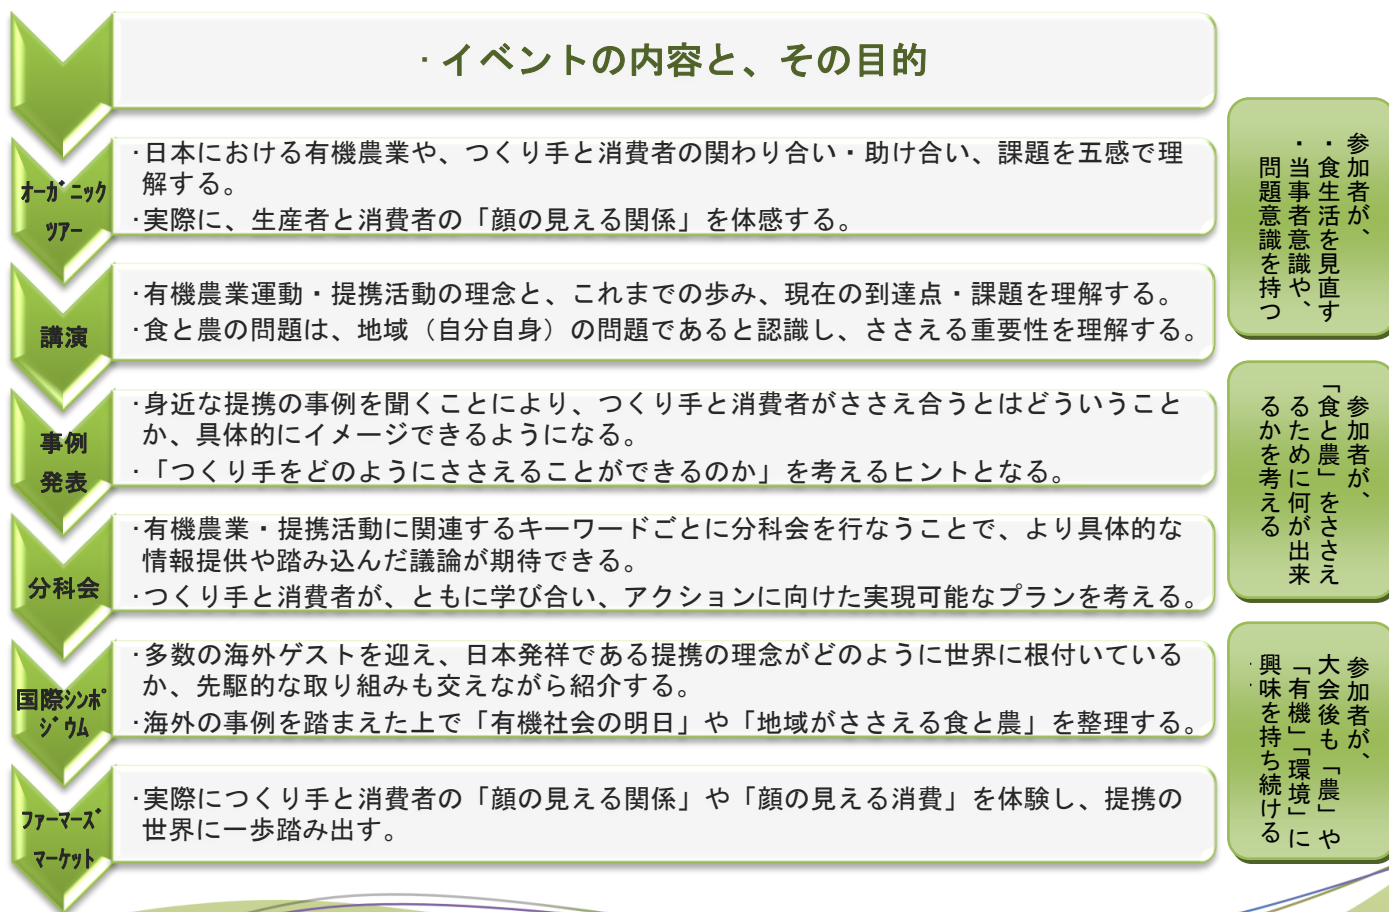 ・イベントの内容と、その目的
オーガニック
ツアー
・日本における有機農業や、つくり手と消費者の関わり合い・助け合い、課題を五感で理
解する。
・実際に、生産者と消費者の「顔の見える関係」を体感する。
講演
・有機農業運動・提携活動の理念と、これまでの歩み、現在の到達点・課題を理解する。
・食と農の問題は、地域（自分自身）の問題であると認識し、ささえる重要性を理解する。
事例
発表
・身近な提携の事例を聞くことにより、つくり手と消費者がささえ合うとはどういうこと
か、具体的にイメージできるようになる。
・「つくり手をどのようにささえることができるのか」を考えるヒントとなる。
分科会
・有機農業・提携活動に関連するキーワードごとに分科会を行なうことで、より具体的な
情報提供や踏み込んだ議論が期待できる。
・つくり手と消費者が、ともに学び合い、アクションに向けた実現可能なプランを考える。
国際シンポ
ジウム
・多数の海外ゲストを迎え、日本発祥である提携の理念がどのように世界に根付いている
か、先駆的な取り組みも交えながら紹介する。
・海外の事例を踏まえた上で「有機社会の明日」や「地域がささえる食と農」を整理する。
ファーマーズ
マーケット
・実際につくり手と消費者の「顔の見える関係」や「顔の見える消費」を体験し、提携の
世界に一歩踏み出す。
参加者が、
・食生活を見直す
・当事者意識や、
問題意識を持つ
参加者が、
「食と農」をささえ
るために何が出来
るかを考える
参加者が、
大会後も「農」や
「有機」「環境」に
興味を持ち続ける